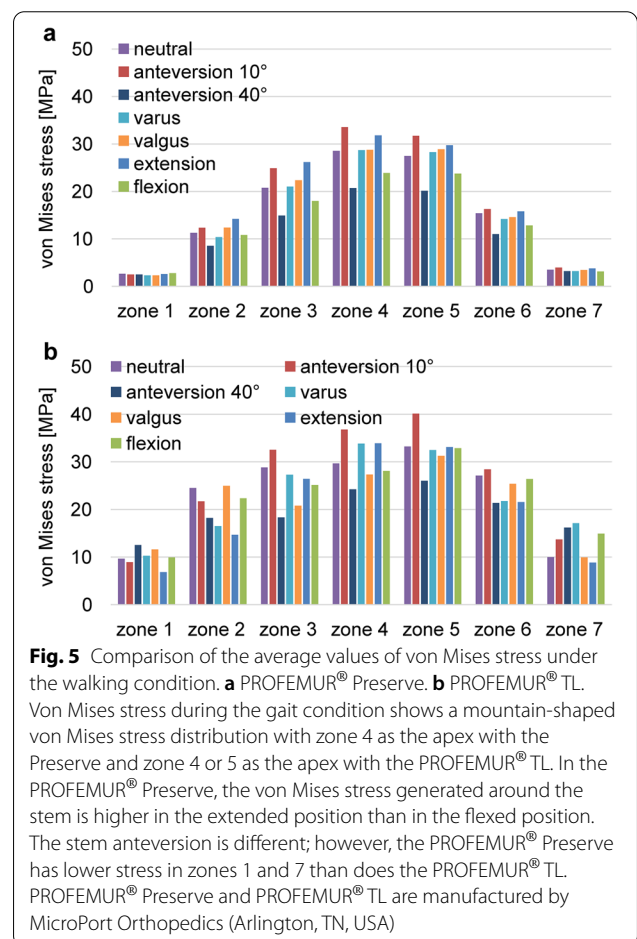 a
50
40
30
20
10
0
von Mises stress [MPa]
neutral
anteversion 10°
anteversion 40°
varus
valgus
extension
flexion
zone 1 zone 2 zone 3 zone 4 zone 5 zone 6 zone 7
b
50
40
30
20
10
0
von Mises stress [MPa]
neutral anteversion 10°
anteversion 40° varus
valgus extension
flexion
zone 1 zone 2 zone 3 zone 4 zone 5 zone 6 zone 7
Fig. 5 Comparison of the average values of von Mises stress under
the walking condition. a PROFEMUR® Preserve. b PROFEMUR® TL.
Von Mises stress during the gait condition shows a mountain-shaped
von Mises stress distribution with zone 4 as the apex with the
Preserve and zone 4 or 5 as the apex with the PROFEMUR® TL. In the
PROFEMUR® Preserve, the von Mises stress generated around the
stem is higher in the extended position than in the flexed position.
The stem anteversion is different; however, the PROFEMUR® Preserve
has lower stress in zones 1 and 7 than does the PROFEMUR® TL.
PROFEMUR® Preserve and PROFEMUR® TL are manufactured by
MicroPort Orthopedics (Arlington, TN, USA)